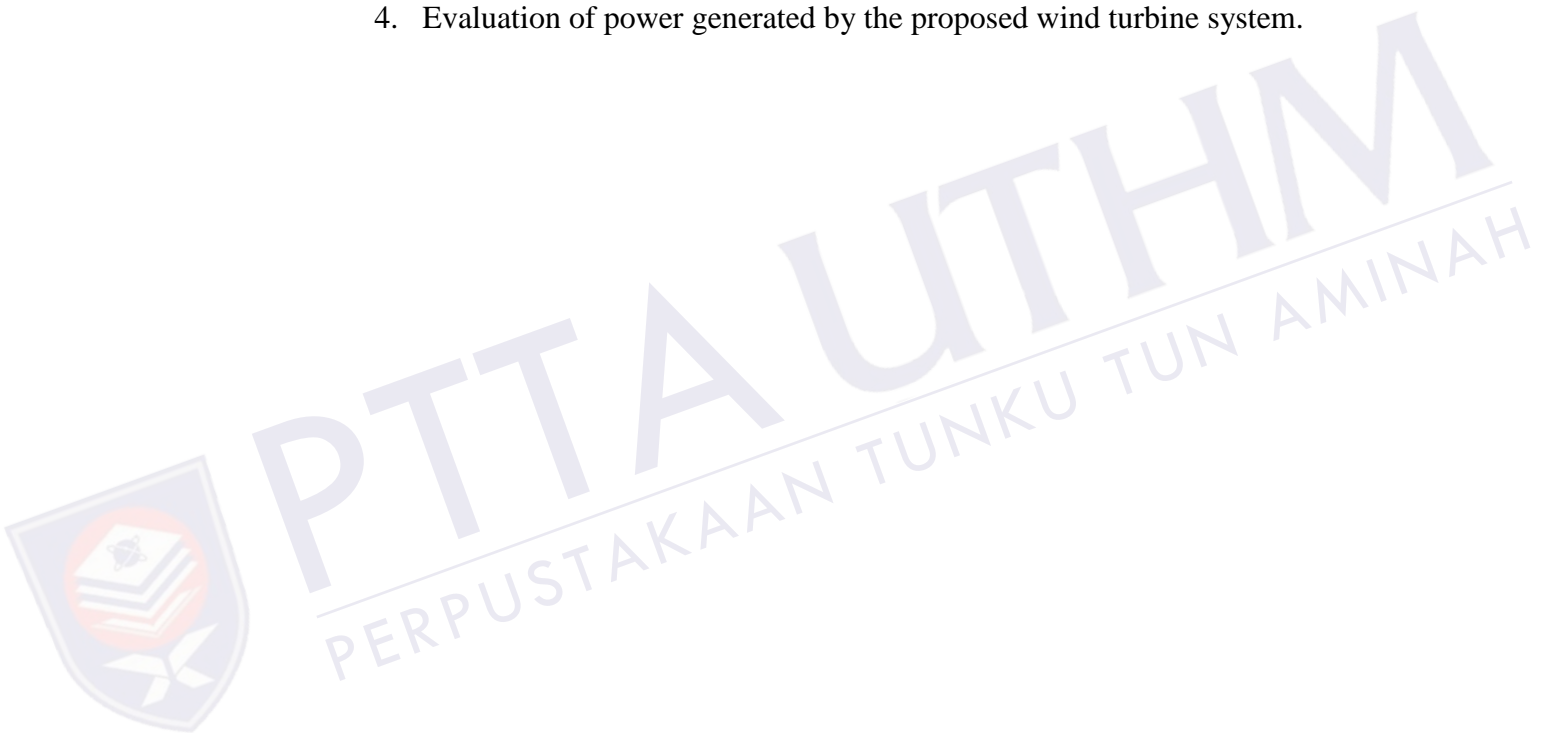 4. Evaluation of power generated by the proposed wind turbine system.
PTTA UTHM
PERPUSTAKAAN TUNKU TUN AMINAH